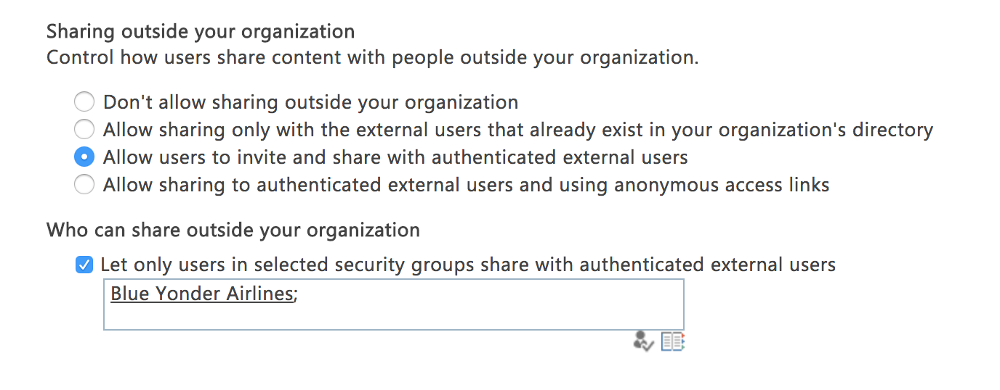 Sharing outside your organization
Control how users share content with people outside your organization.
Don't allow sharing outside your organization
Allow sharing only with the external users that already exist in your organization's directory
Allow users to invite and share with authenticated external users
Allow sharing to authenticated external users and using anonymous access links
Who can share outside your organization
Let only users in selected security groups share with authenticated external users
Blue Yonder Airlines;